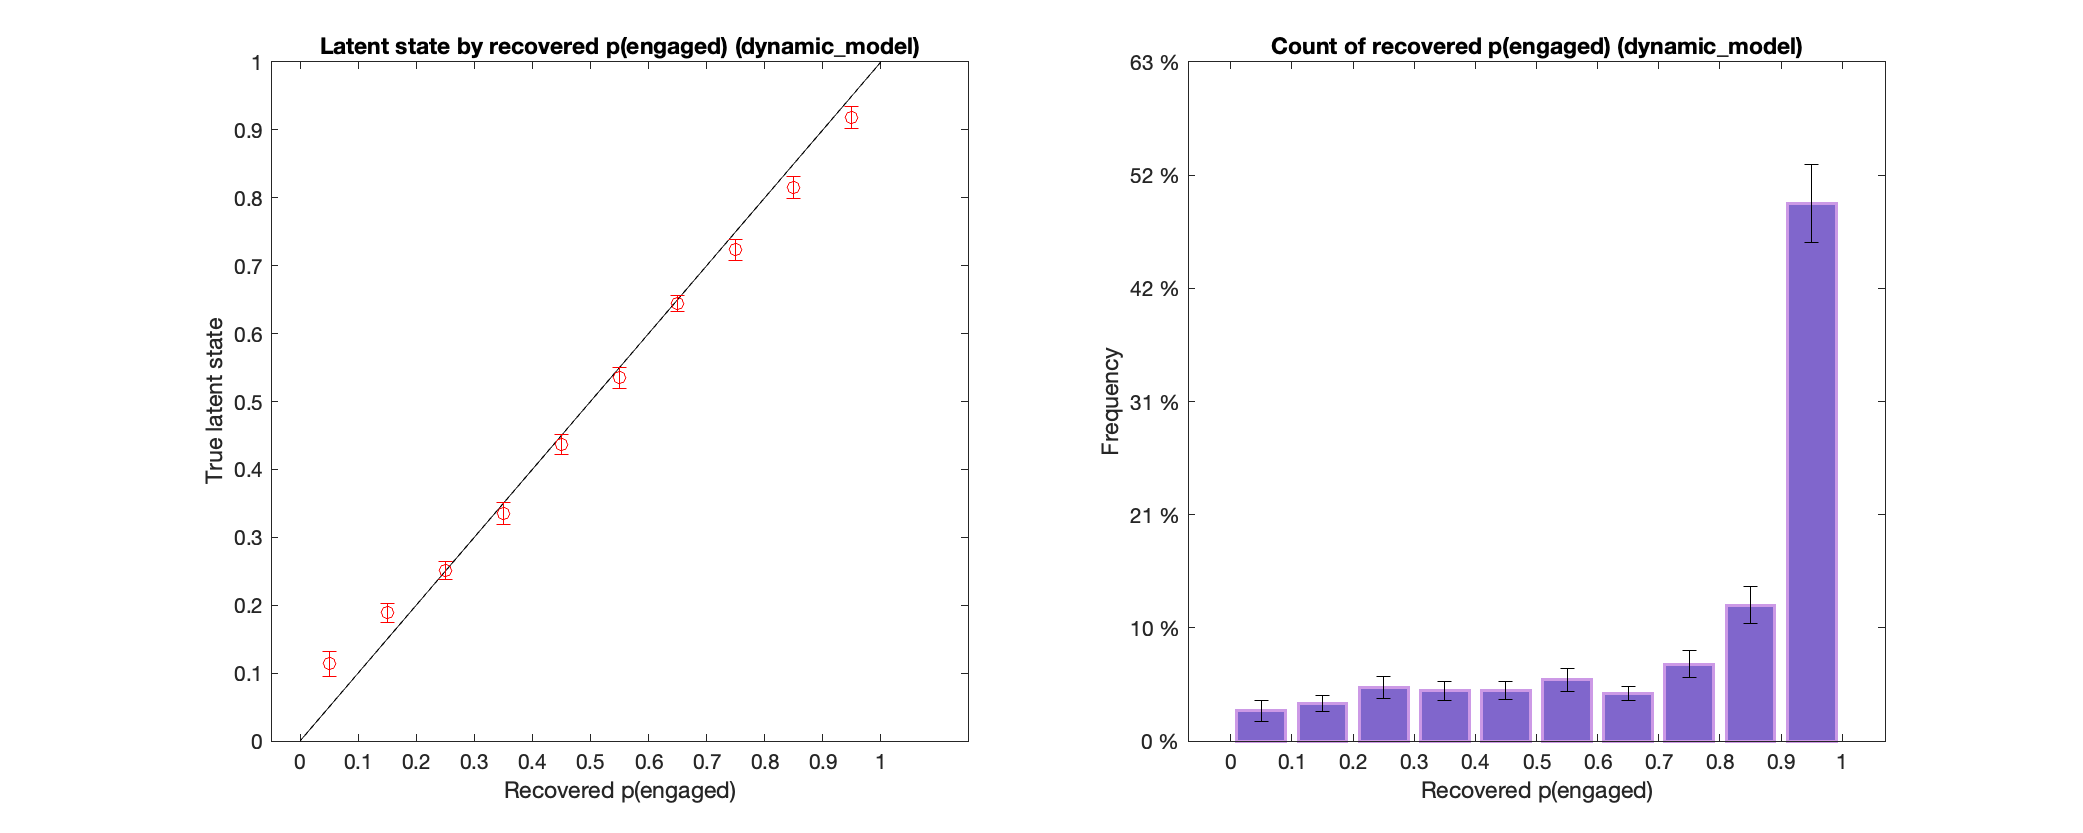 Latent state by recovered p(engaged) (dynamic_model)
1
0.9
0.8
0.7
0.6
0.5
0.4
0.3
0.2
0.1
0
True latent state
0 0.1 0.2 0.3 0.4 0.5 0.6 0.7 0.8 0.9 1
Recovered p(engaged)
Count of recovered p(engaged) (dynamic_model)
63 %
52 %
42 %
31 %
21 %
10 %
0 %
Frequency
0 0.1 0.2 0.3 0.4 0.5 0.6 0.7 0.8 0.9 1
Recovered p(engaged)